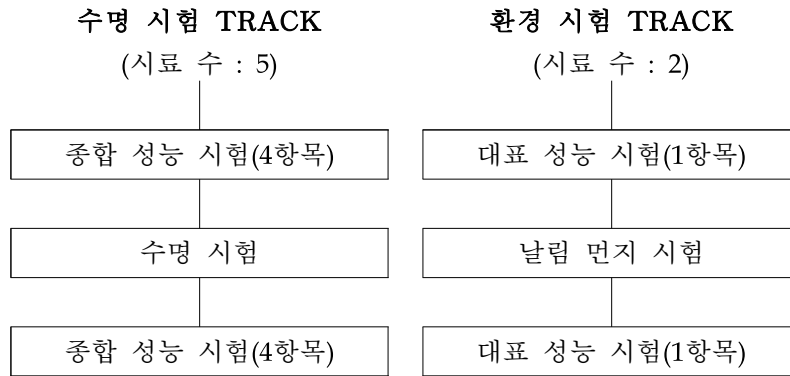 수명 시험 TRACK
(시료 수 : 5)
종합 성능 시험(4항목)
수명 시험
종합 성능 시험(4항목)
환경 시험 TRACK
(시료 수 : 2)
대표 성능 시험(1항목)
날림 먼지 시험
대표 성능 시험(1항목)